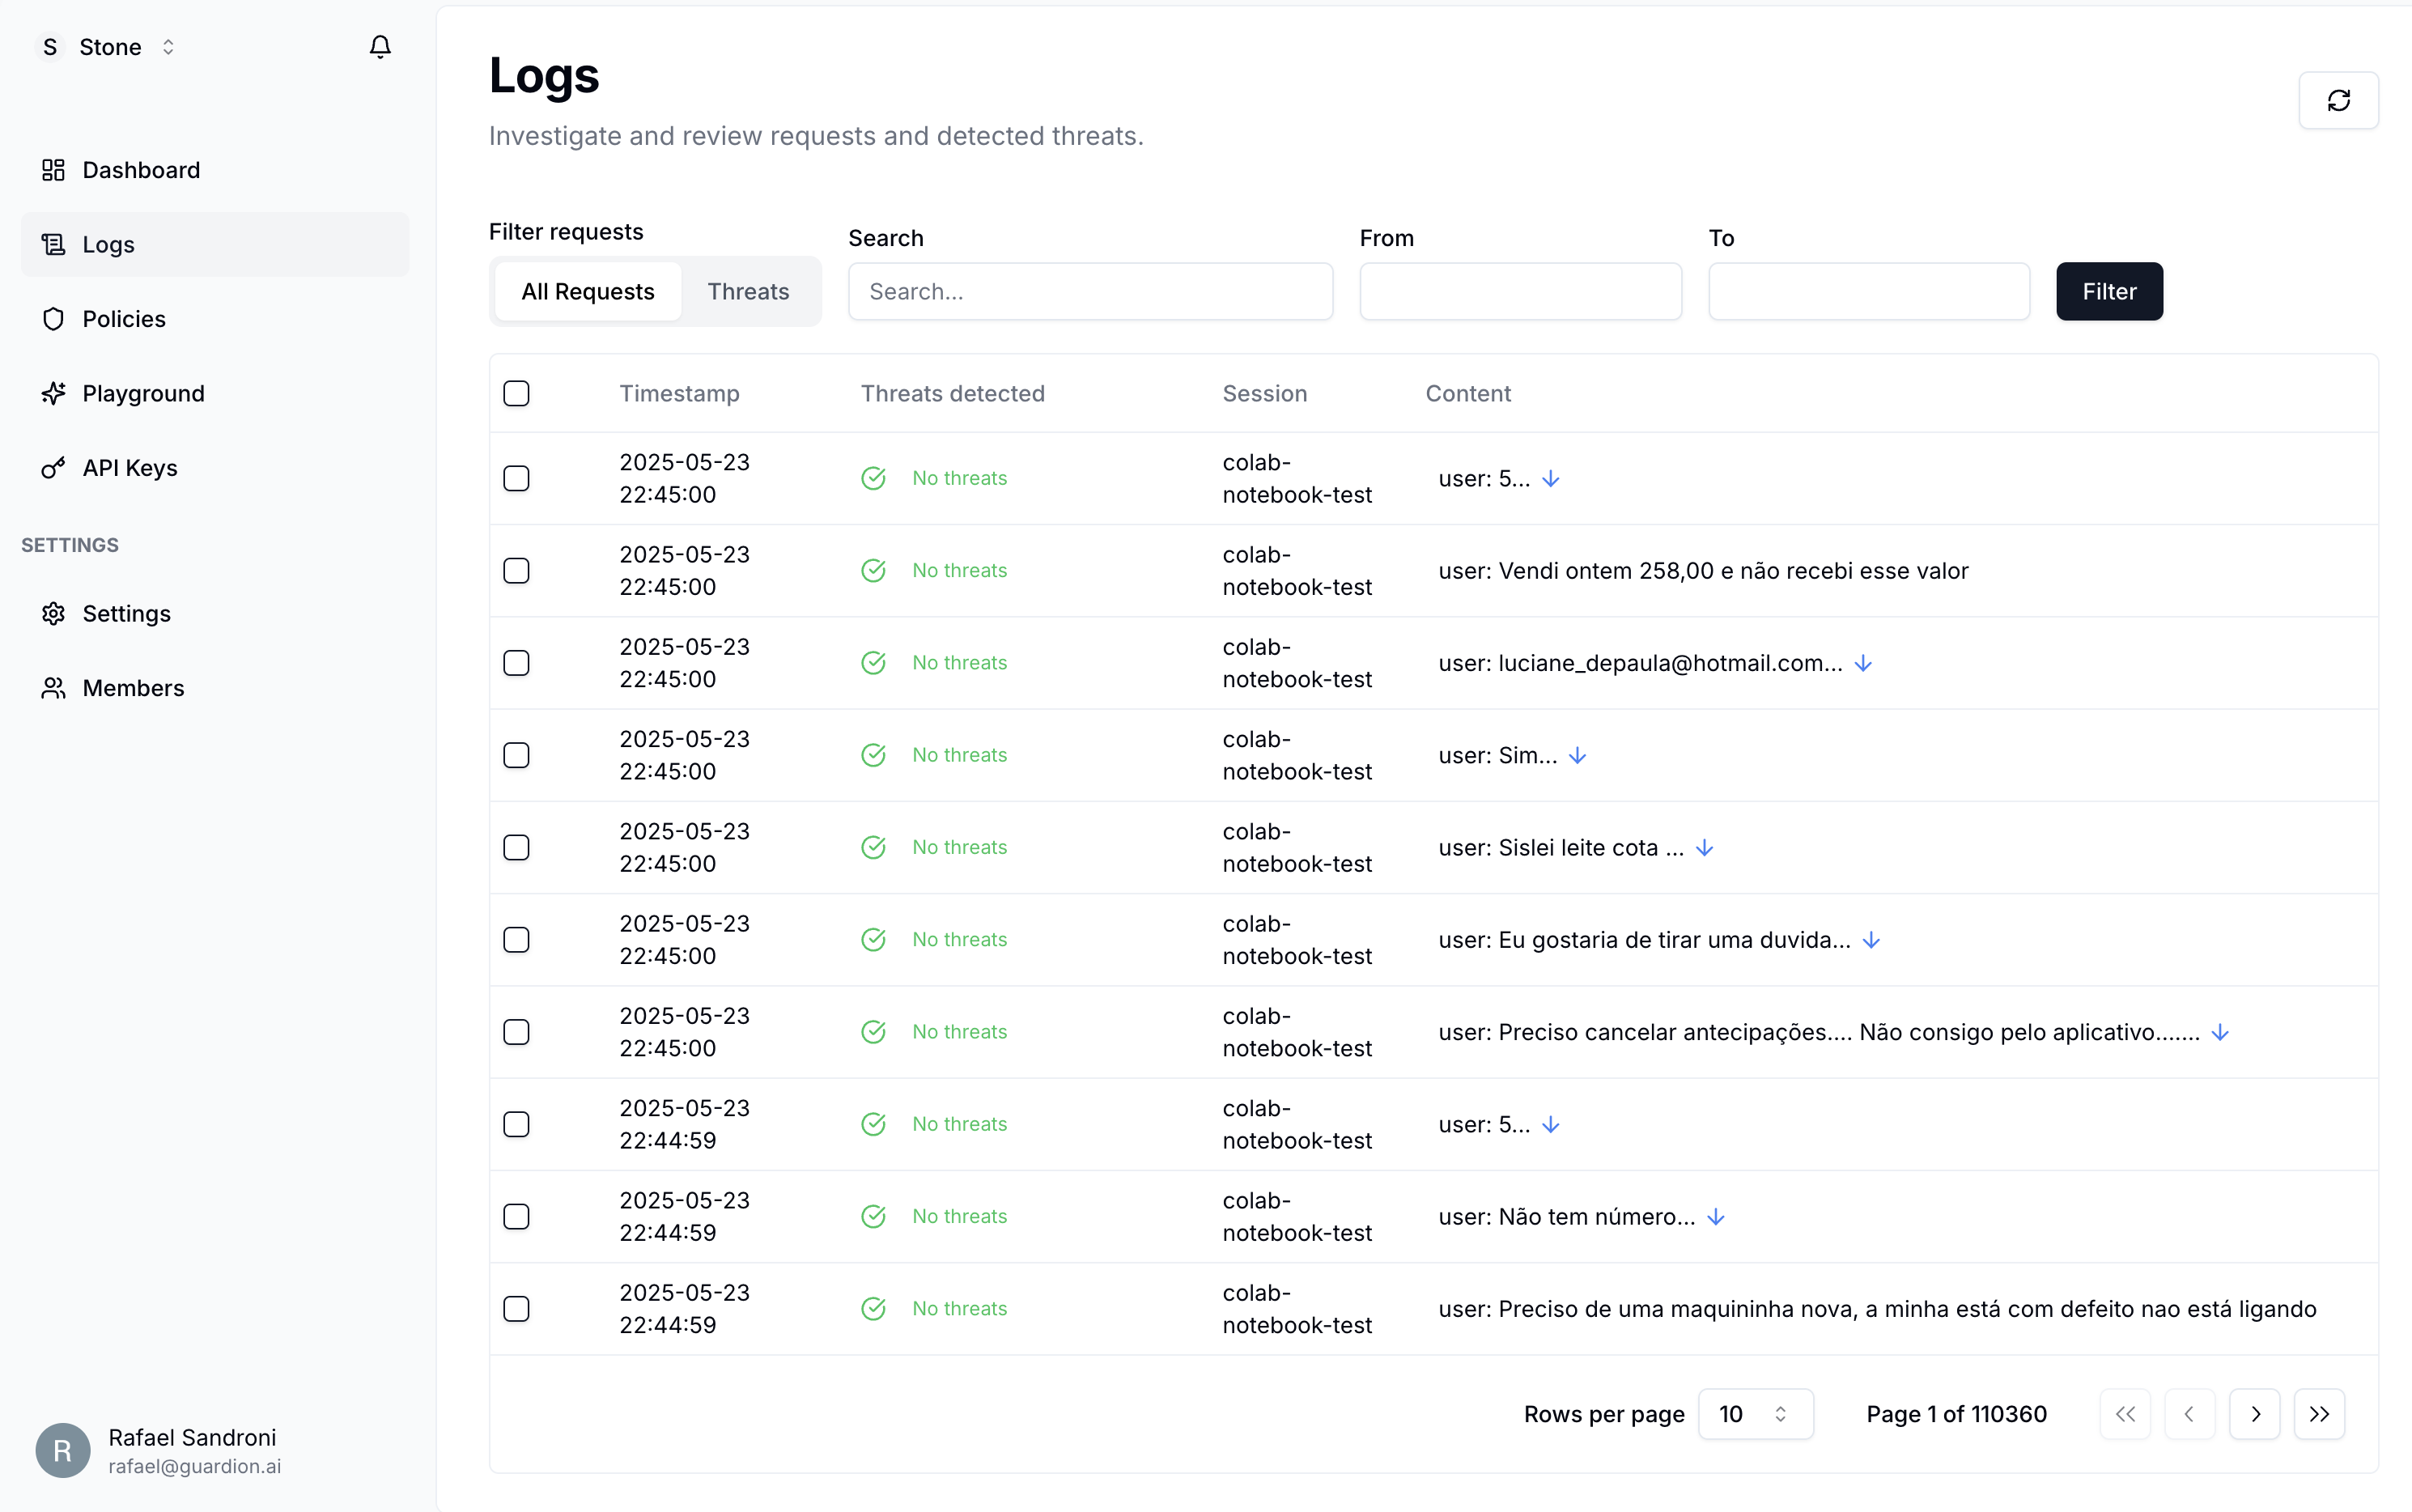 S Stone
Dashboard
Logs
Policies
Playground
API Keys
SETTINGS
Settings
Members
R
Rafael Sandroni
rafael@guardion.ai
Logs
Investigate and review requests and detected threats.
Filter requests
All Requests Threats
Search
Search...
From
To
Filter
Timestamp Threats detected Session Content
2025-05-23
22:45:00
No threats
colab-
notebook-test
user: 5...
2025-05-23
22:45:00
No threats
colab-
notebook-test
user: Vendi ontem 258,00 e não recebi esse valor
2025-05-23
22:45:00
No threats
colab-
notebook-test
user: luciane_depaula@hotmail.com...
2025-05-23
22:45:00
No threats
colab-
notebook-test
user: Sim...
2025-05-23
22:45:00
No threats
colab-
notebook-test
user: Sislei leite cota ...
2025-05-23
22:45:00
No threats
colab-
notebook-test
user: Eu gostaria de tirar uma duvida...
2025-05-23
22:45:00
No threats
colab-
notebook-test
user: Preciso cancelar antecipações.... Não consigo pelo aplicativo.......
2025-05-23
22:44:59
No threats
colab-
notebook-test
user: 5...
2025-05-23
22:44:59
No threats
colab-
notebook-test
user: Não tem número...
2025-05-23
22:44:59
No threats
colab-
notebook-test
user: Preciso de uma maquininha nova, a minha está com defeito nao está ligando
Rows per page 10 Page 1 of 110360